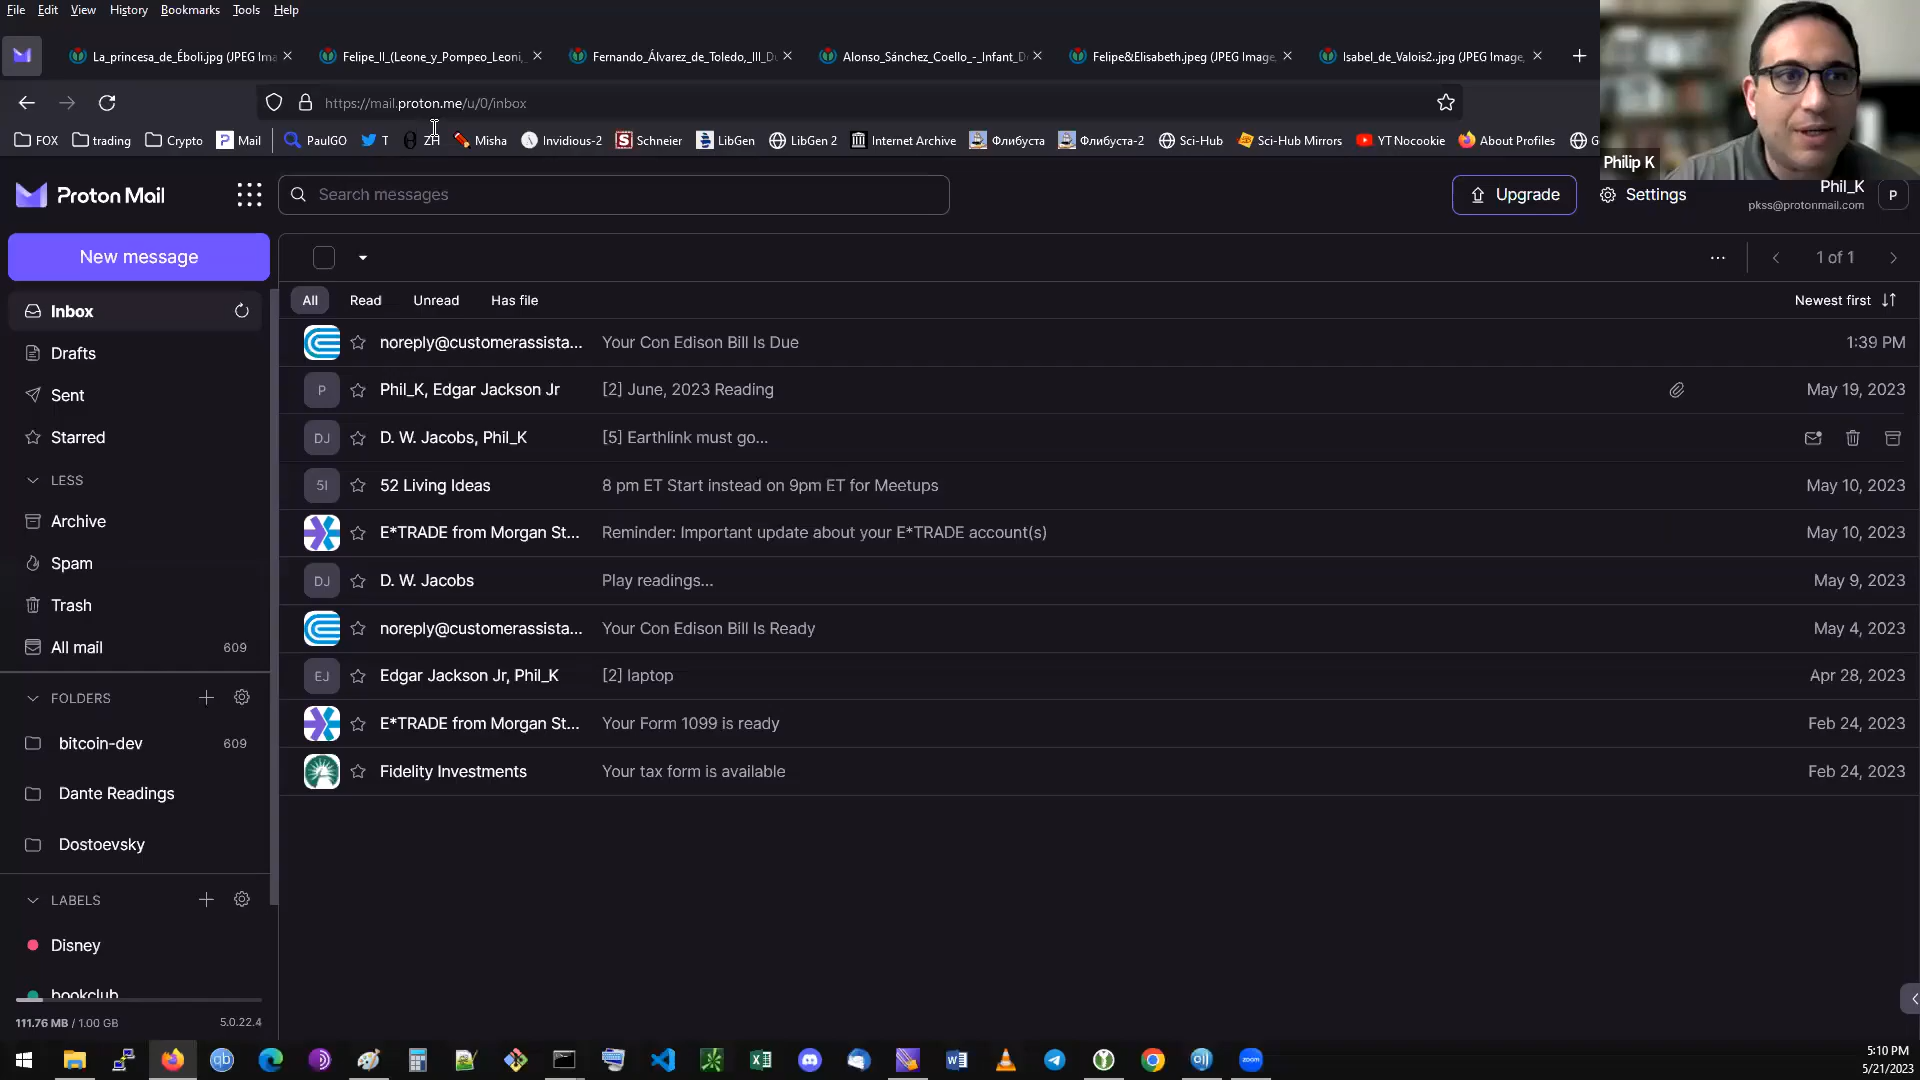 File Edit View History Bookmarks Tools Help
La_princesa_de_Éboli.jpg (JPEG Ima
Felipe_II_(Leone_y_Pompeo_Leoni,
Fernando_Álvarez_de_Toledo,_III_D
Alonso_Sánchez_Coello_-_Infant_D
Felipe&Elisabeth.jpeg (JPEG Image,
Isabel_de_Valois2..jpg (JPEG Image,
https://mail.proton.me/u/0/inbox
FOX trading Crypto Mail PaulGO T ZH Misha Invidious-2 Schneier LibGen LibGen 2 Internet Archive Флибуста Флибуста-2 Sci-Hub Sci-Hub Mirrors YT Nocookie About Profiles G
Philip K
Proton Mail
Search messages
Upgrade
Settings
Phil_K
pkss@protonmail.com
P
New message
1 of 1
Inbox
Drafts
Sent
Starred
LESS
Archive
Spam
Trash
All mail 609
FOLDERS
bitcoin-dev 609
Dante Readings
Dostoevsky
LABELS
Disney
bookclub
111.76 MB / 1.00 GB 5.0.22.4
All Read Unread Has file Newest first
noreply@customerassista... Your Con Edison Bill Is Due 1:39 PM
P Phil_K, Edgar Jackson Jr [2] June, 2023 Reading May 19, 2023
DJ D. W. Jacobs, Phil_K [5] Earthlink must go...
5I 52 Living Ideas 8 pm ET Start instead on 9pm ET for Meetups May 10, 2023
E*TRADE from Morgan St... Reminder: Important update about your E*TRADE account(s) May 10, 2023
DJ D. W. Jacobs Play readings... May 9, 2023
noreply@customerassista... Your Con Edison Bill Is Ready May 4, 2023
EJ Edgar Jackson Jr, Phil_K [2] laptop Apr 28, 2023
E*TRADE from Morgan St... Your Form 1099 is ready Feb 24, 2023
Fidelity Investments Your tax form is available Feb 24, 2023
qb
zoom
5:10 PM
5/21/2023